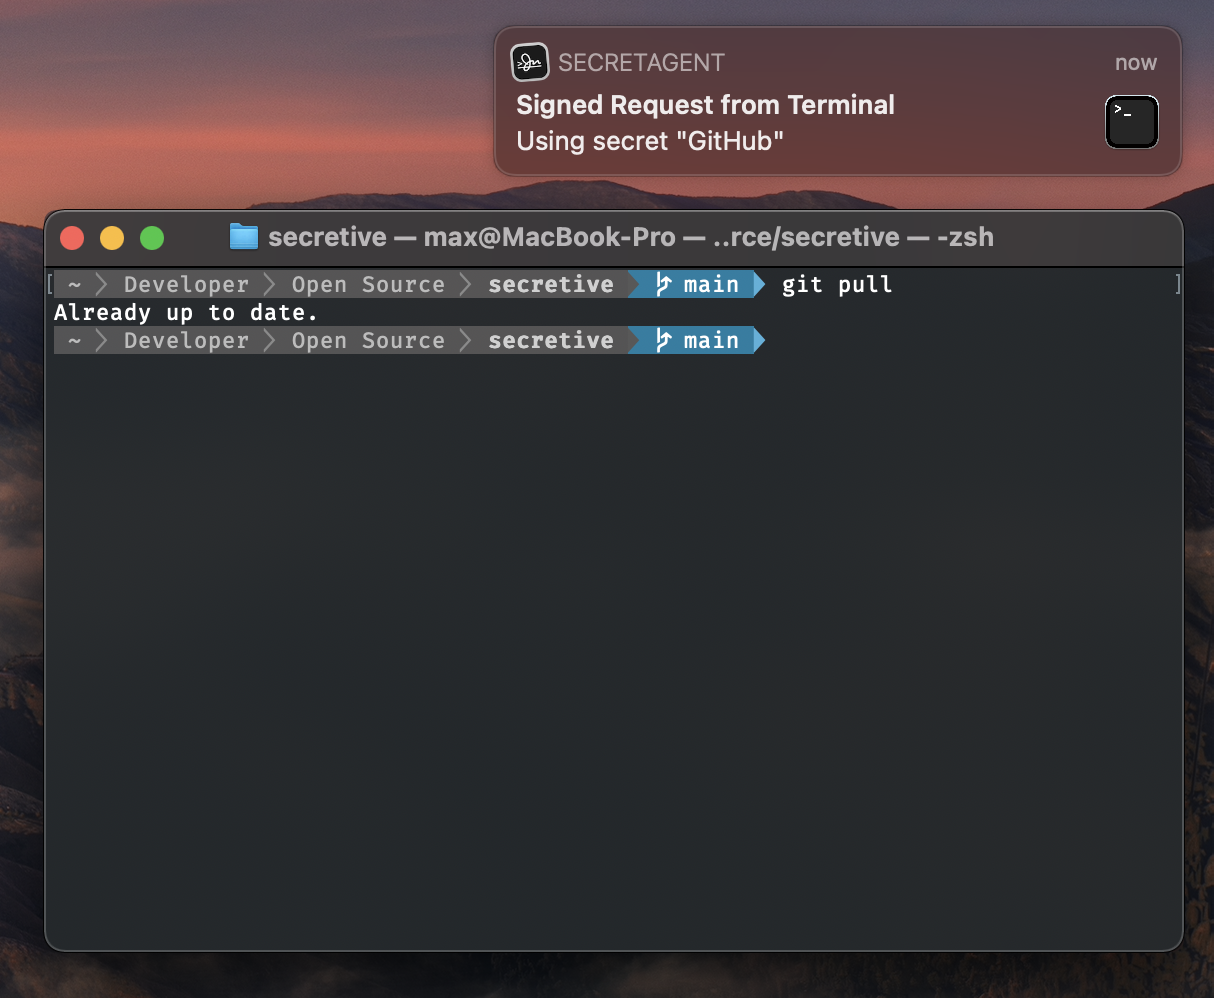 SECRETAGENT now
Signed Request from Terminal
Using secret "GitHub"
>_
secretive — max@MacBook-Pro — ..rce/secretive — -zsh
[ ~ Developer Open Source secretive main git pull ]
Already up to date.
~ Developer Open Source secretive main